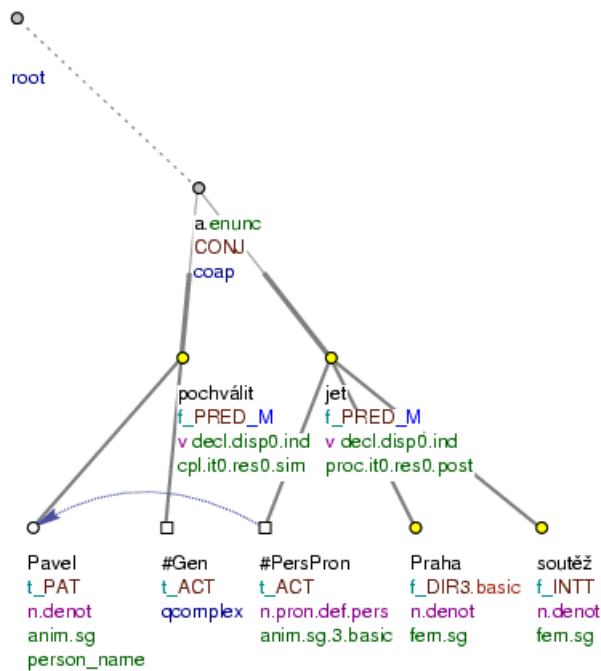 root
a.enunc
CONJ
coap
pochválit
f_PRED_M
v decl.disp0.ind
cpl.it0.res0.sim
jet
f_PRED_M
v decl.disp0.ind
proc.it0.res0.post
Pavel
t_PAT
n.denot
anim.sg
person_name
#Gen
t_ACT
qcomplex
#PersPron
t_ACT
n.pron.def.pers
anim.sg.3.basic
Praha
f_DIR3.basic
n.denot
fem.sg
soutěž
f_INTT
n.denot
fem.sg